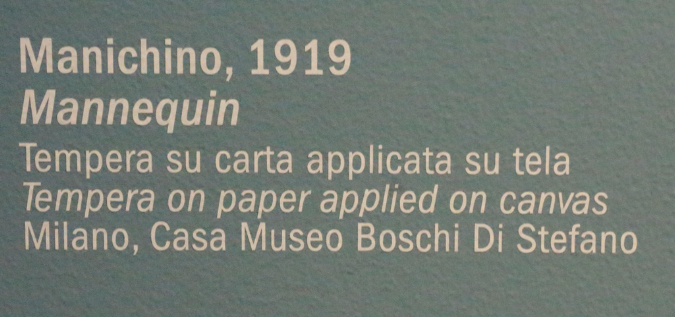 Manichino, 1919
Mannequin
Tempera su carta applicata su tela
Tempera on paper applied on canvas
Milano, Casa Museo Boschi Di Stefano